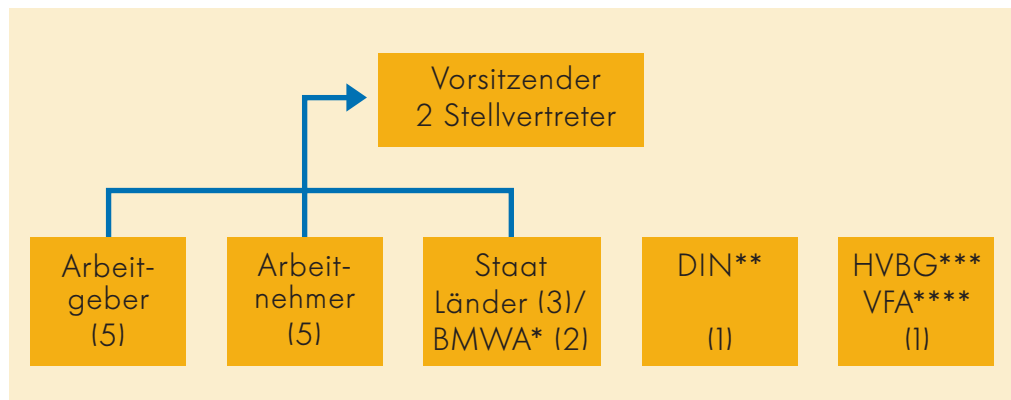 Vorsitzender
2 Stellvertreter
Arbeit-
geber
(5)
Arbeit-
nehmer
(5)
Staat
Länder (3)/
BMWA* (2)
DIN**
(1)
HVBG***
VFA****
(1)